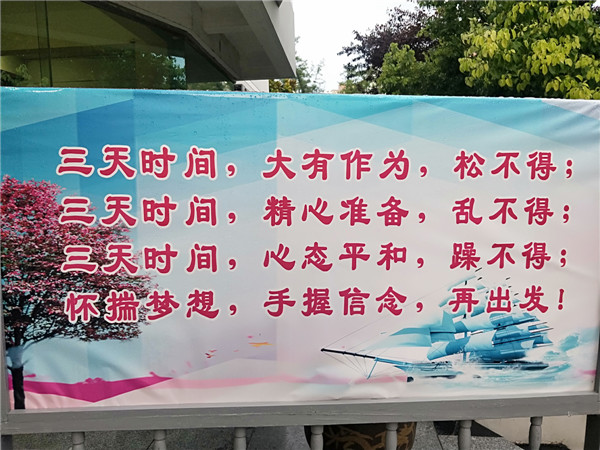 三天时间，大有作为，松不得；
三天时间，精心准备，乱不得；
三天时间，心态平和，躁不得；
怀揣梦想，手握信念，再出发！